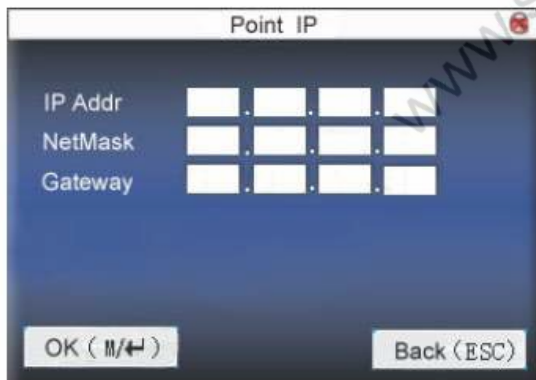 Point IP
IP Addr . . .
NetMask . . .
Gateway . . .
OK ( M/↵ ) Back (ESC)